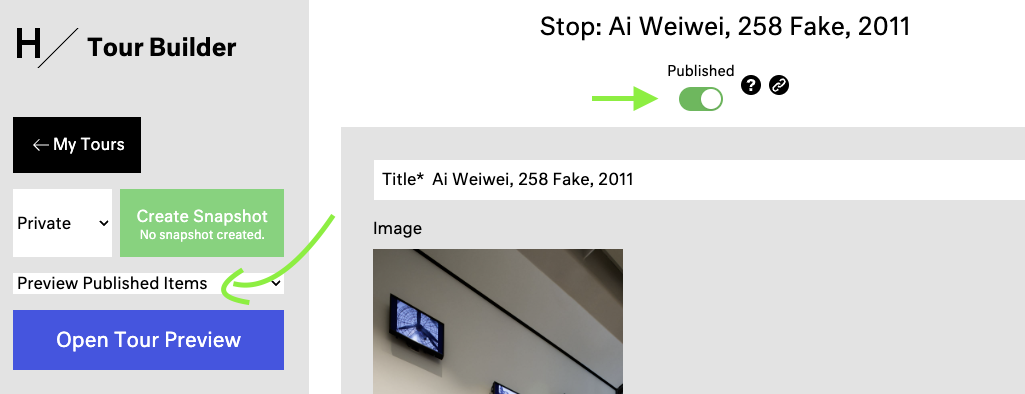 H/ Tour Builder
← My Tours
Private
Create Snapshot
No snapshot created.
Preview Published Items
Open Tour Preview
Stop: Ai Weiwei, 258 Fake, 2011
Published
?
Title* Ai Weiwei, 258 Fake, 2011
Image